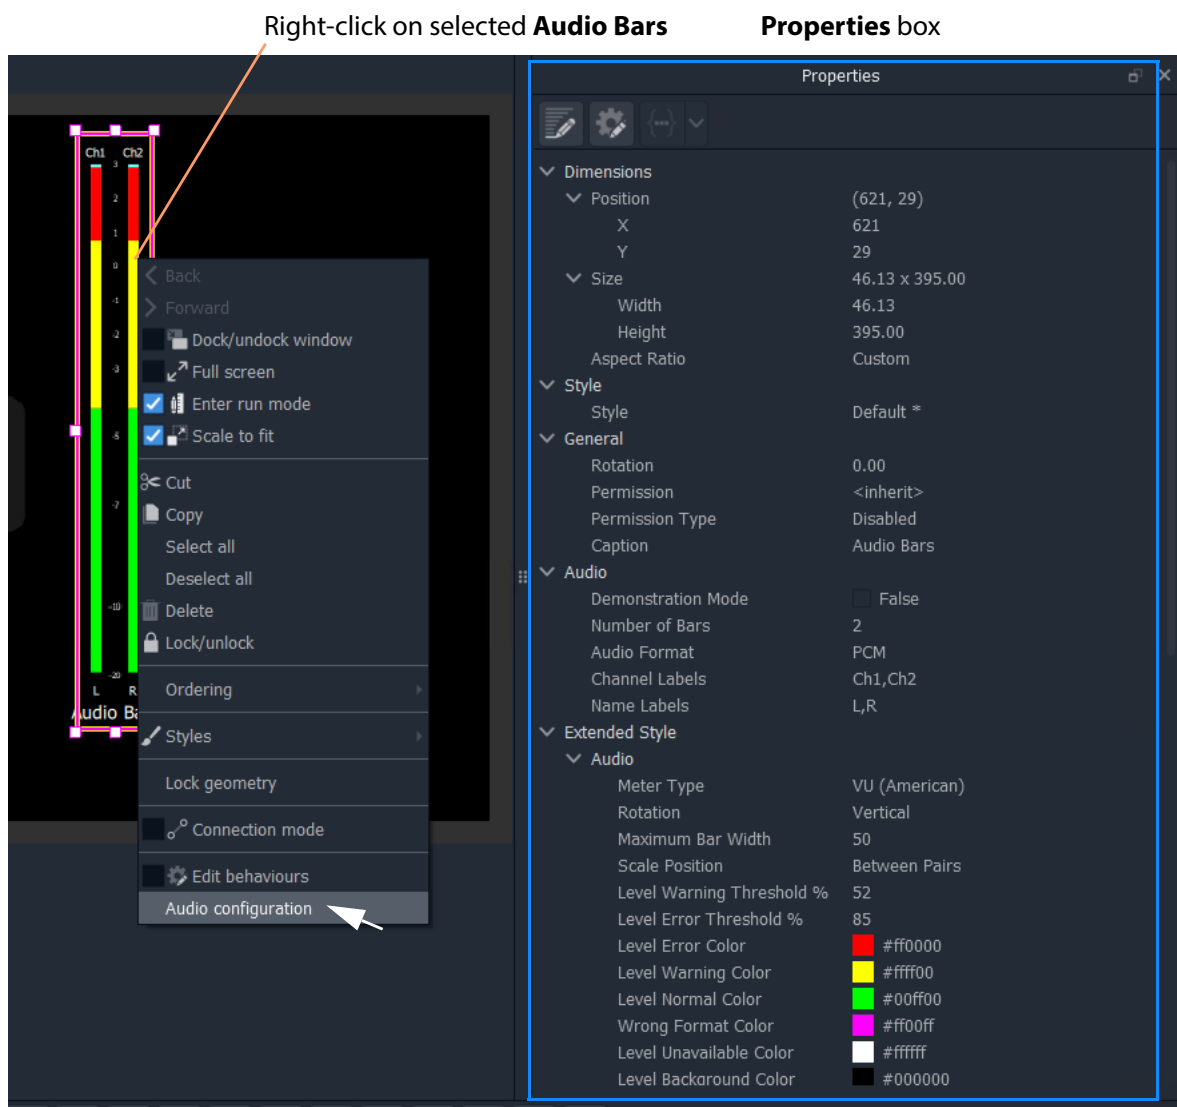 Right-click on selected Audio Bars
Properties box
Ch1 Ch2
3
2
1
0
-1
-2
-3
-5
-7
-10
-20
L R
Audio Ba
Back
Forward
Dock/undock window
Full screen
Enter run mode
Scale to fit
Cut
Copy
Select all
Deselect all
Delete
Lock/unlock
Ordering
Styles
Lock geometry
Connection mode
Edit behaviours
Audio configuration
Properties
Dimensions
Position (621, 29)
X 621
Y 29
Size 46.13 x 395.00
Width 46.13
Height 395.00
Aspect Ratio Custom
Style
Style Default *
General
Rotation 0.00
Permission <inherit>
Permission Type Disabled
Caption Audio Bars
Audio
Demonstration Mode False
Number of Bars 2
Audio Format PCM
Channel Labels Ch1,Ch2
Name Labels L,R
Extended Style
Audio
Meter Type VU (American)
Rotation Vertical
Maximum Bar Width 50
Scale Position Between Pairs
Level Warning Threshold % 52
Level Error Threshold % 85
Level Error Color #ff0000
Level Warning Color #ffff00
Level Normal Color #00ff00
Wrong Format Color #ff00ff
Level Unavailable Color #ffffff
Level Background Color #000000